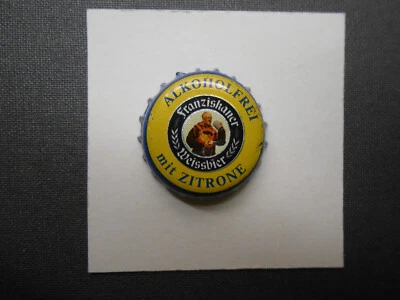 ALKOHOLFREI
Franziskaner
Weissbier
mit ZITRONE